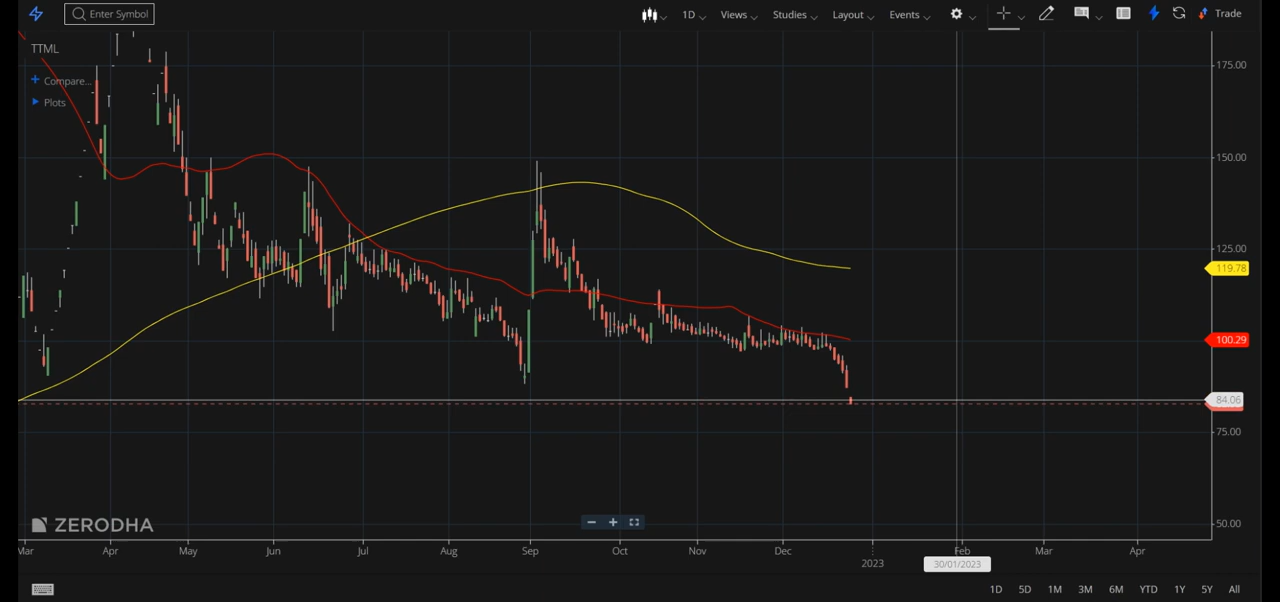 Enter Symbol
1D Views Studies Layout Events Trade
TTML
Compare...
Plots
175.00
150.00
125.00
119.78
100.29
84.06
75.00
50.00
ZERODHA
Mar Apr May Jun Jul Aug Sep Oct Nov Dec 2023 Feb Mar Apr
30/01/2023
1D 5D 1M 3M 6M YTD 1Y 5Y All